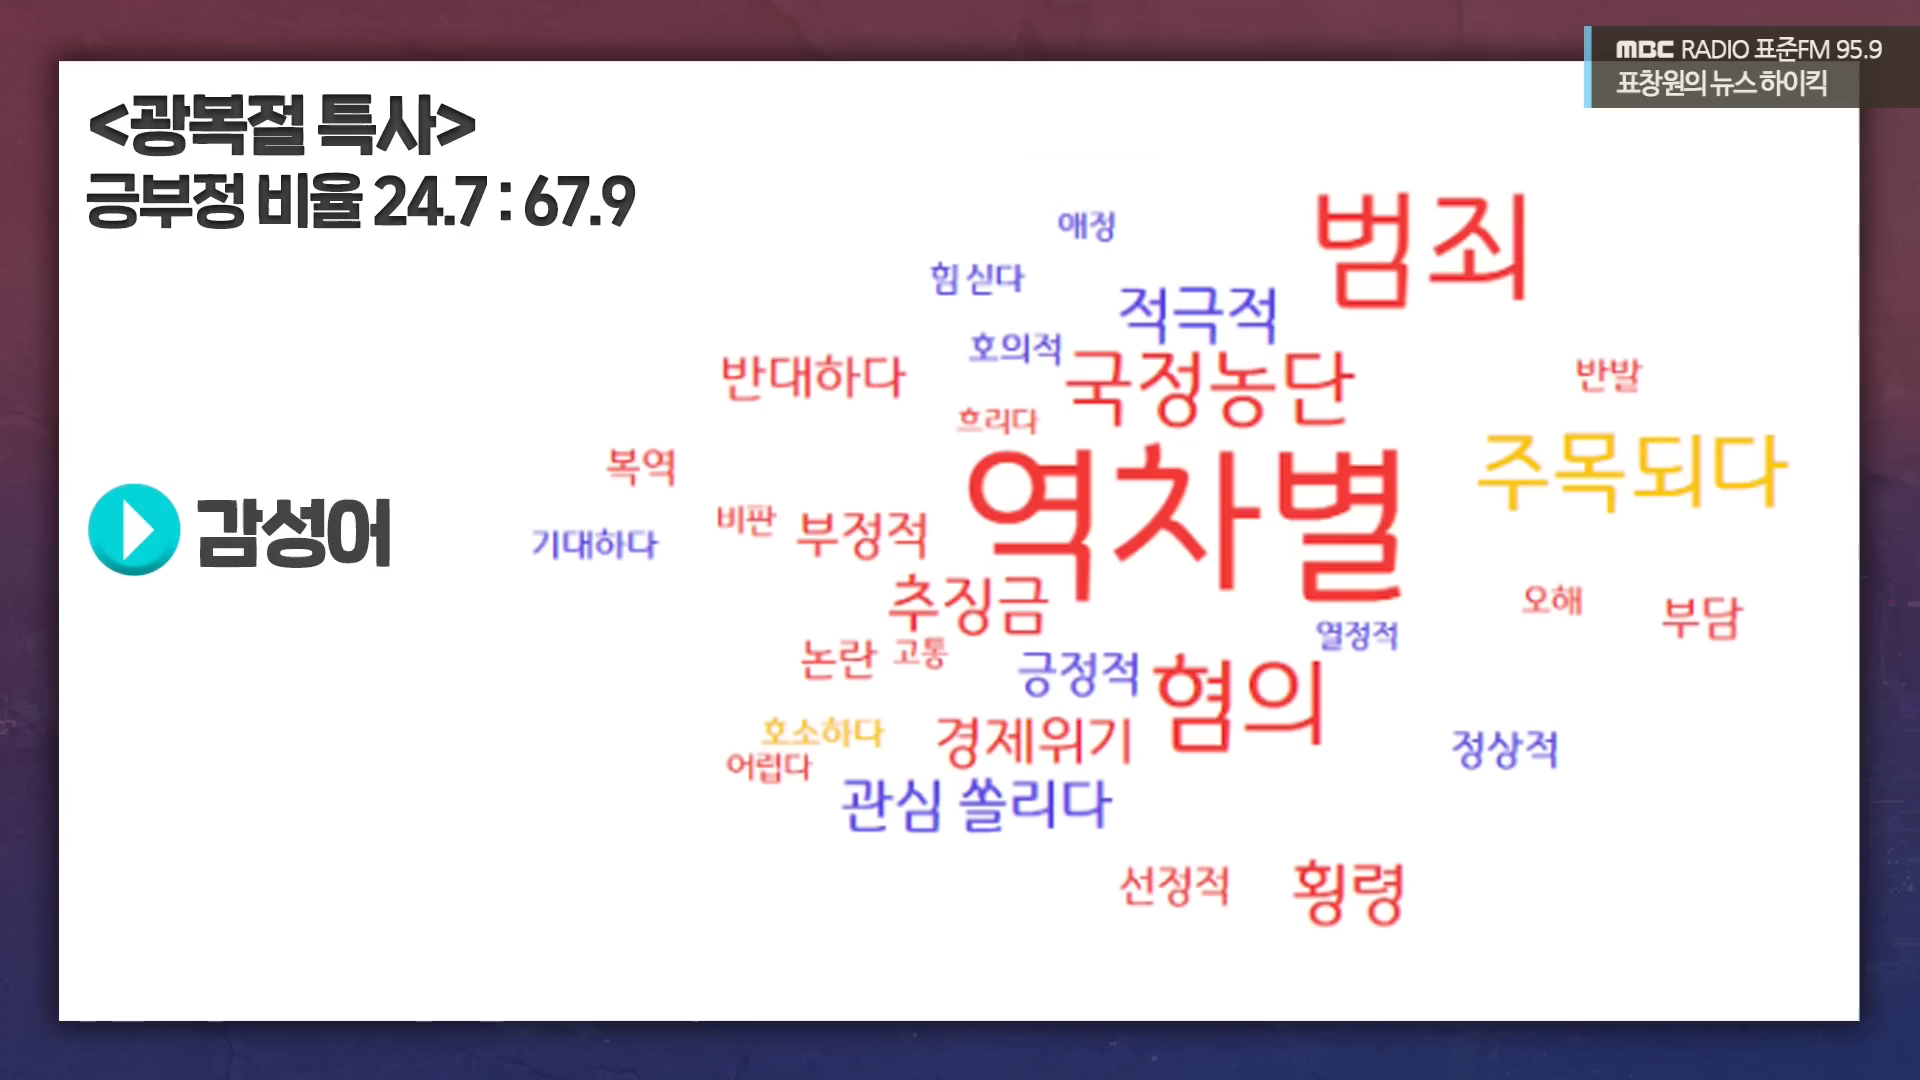 MBC RADIO 표준FM 95.9
표창원의 뉴스 하이킥
<광복절 특사>
긍부정 비율 24.7 : 67.9
감성어
애정
범죄
힘 싣다
적극적
호의적
반대하다
국정농단
반발
흐리다
주목되다
복역
역차별
비판
부정적
기대하다
추징금
오해
부담
열정적
논란
고통
긍정적
혐의
호소하다
경제위기
정상적
어렵다
관심 쏠리다
선정적
횡령